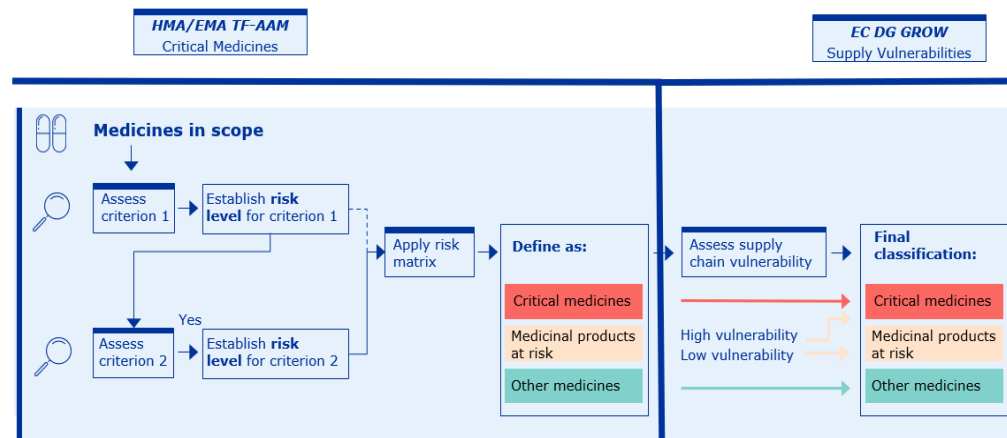 HMA/EMA TF-AAM
Critical Medicines
EC DG GROW
Supply Vulnerabilities
Medicines in scope
Assess
criterion 1
Establish risk
level for criterion 1
Apply risk
matrix
Define as:
Assess supply
chain vulnerability
Final
classification:
Critical medicines
Critical medicines
Yes
Assess
criterion 2
Establish risk
level for criterion 2
Medicinal products
at risk
High vulnerability
Low vulnerability
Medicinal products
at risk
Other medicines
Other medicines